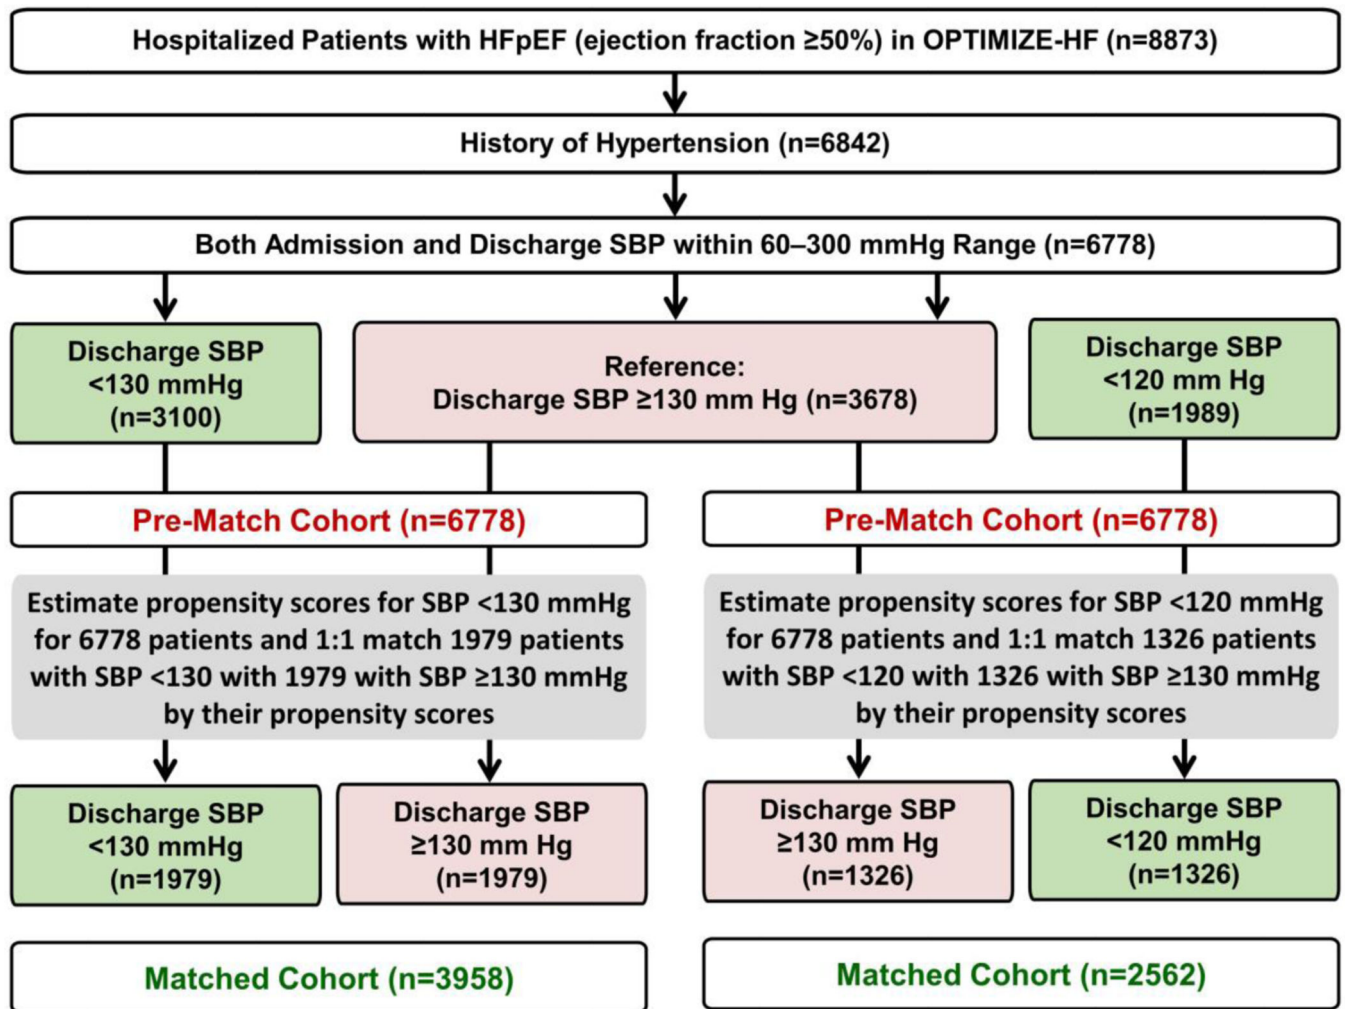 Hospitalized Patients with HFpEF (ejection fraction ≥50%) in OPTIMIZE-HF (n=8873)
History of Hypertension (n=6842)
Both Admission and Discharge SBP within 60–300 mmHg Range (n=6778)
Discharge SBP
<130 mmHg
(n=3100)
Reference:
Discharge SBP ≥130 mm Hg (n=3678)
Discharge SBP
<120 mm Hg
(n=1989)
Pre-Match Cohort (n=6778)
Pre-Match Cohort (n=6778)
Estimate propensity scores for SBP <130 mmHg
for 6778 patients and 1:1 match 1979 patients
with SBP <130 with 1979 with SBP ≥130 mmHg
by their propensity scores
Estimate propensity scores for SBP <120 mmHg
for 6778 patients and 1:1 match 1326 patients
with SBP <120 with 1326 with SBP ≥130 mmHg
by their propensity scores
Discharge SBP
<130 mmHg
(n=1979)
Discharge SBP
≥130 mm Hg
(n=1979)
Discharge SBP
≥130 mm Hg
(n=1326)
Discharge SBP
<120 mmHg
(n=1326)
Matched Cohort (n=3958)
Matched Cohort (n=2562)